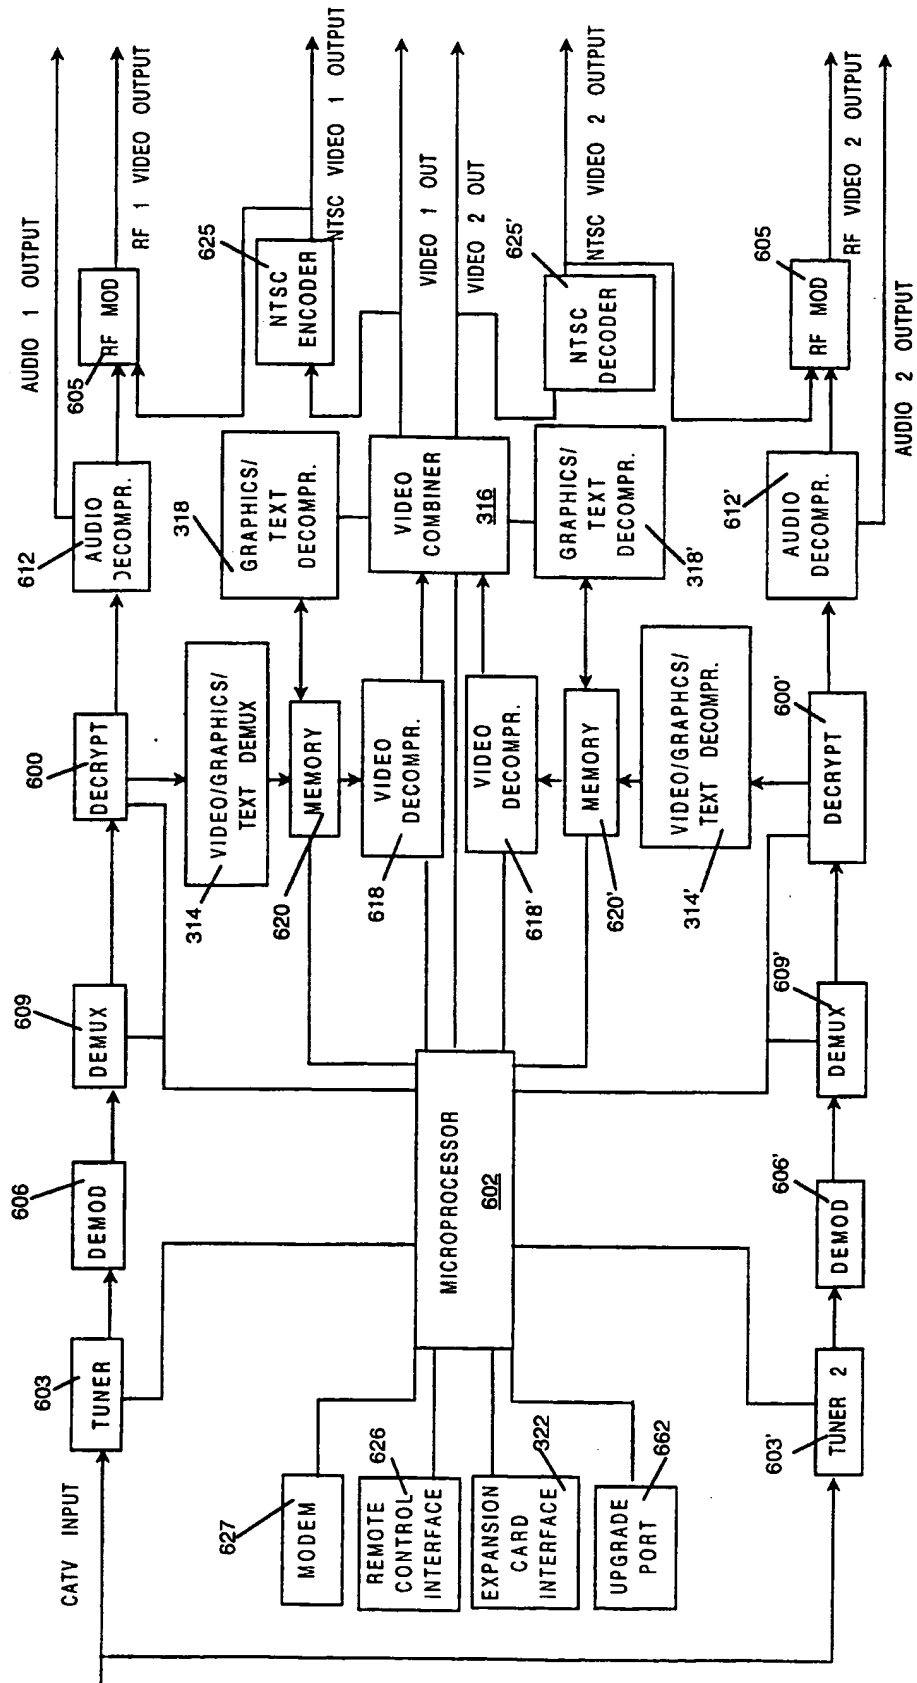 CATV INPUT
603
TUNER
606
DEMOD
609
DEMUX
600
DECRYPT
612
AUDIO
DECOMPR.
605
RF MOD
AUDIO 1 OUTPUT
RF 1 VIDEO OUTPUT
314
VIDEO/GRAPHICS/
TEXT DEMUX
318
GRAPHICS/
TEXT
DECOMPR.
625
NTSC
ENCODER
NTSC VIDEO 1 OUTPUT
620
MEMORY
618
VIDEO
DECOMPR.
VIDEO
COMBINER
316
VIDEO 1 OUT
VIDEO 2 OUT
627
MODEM
626
REMOTE
CONTROL
INTERFACE
322
EXPANSION
CARD
INTERFACE
662
UPGRADE
PORT
MICROPROCESSOR
602
618'
VIDEO
DECOMPR.
620'
MEMORY
318'
GRAPHICS/
TEXT
DECOMPR.
625'
NTSC
DECODER
NTSC VIDEO 2 OUTPUT
314'
VIDEO/GRAPHCS/
TEXT DECOMPR.
603'
TUNER 2
606'
DEMOD
609'
DEMUX
600'
DECRYPT
612'
AUDIO
DECOMPR.
605
RF MOD
RF VIDEO 2 OUTPUT
AUDIO 2 OUTPUT